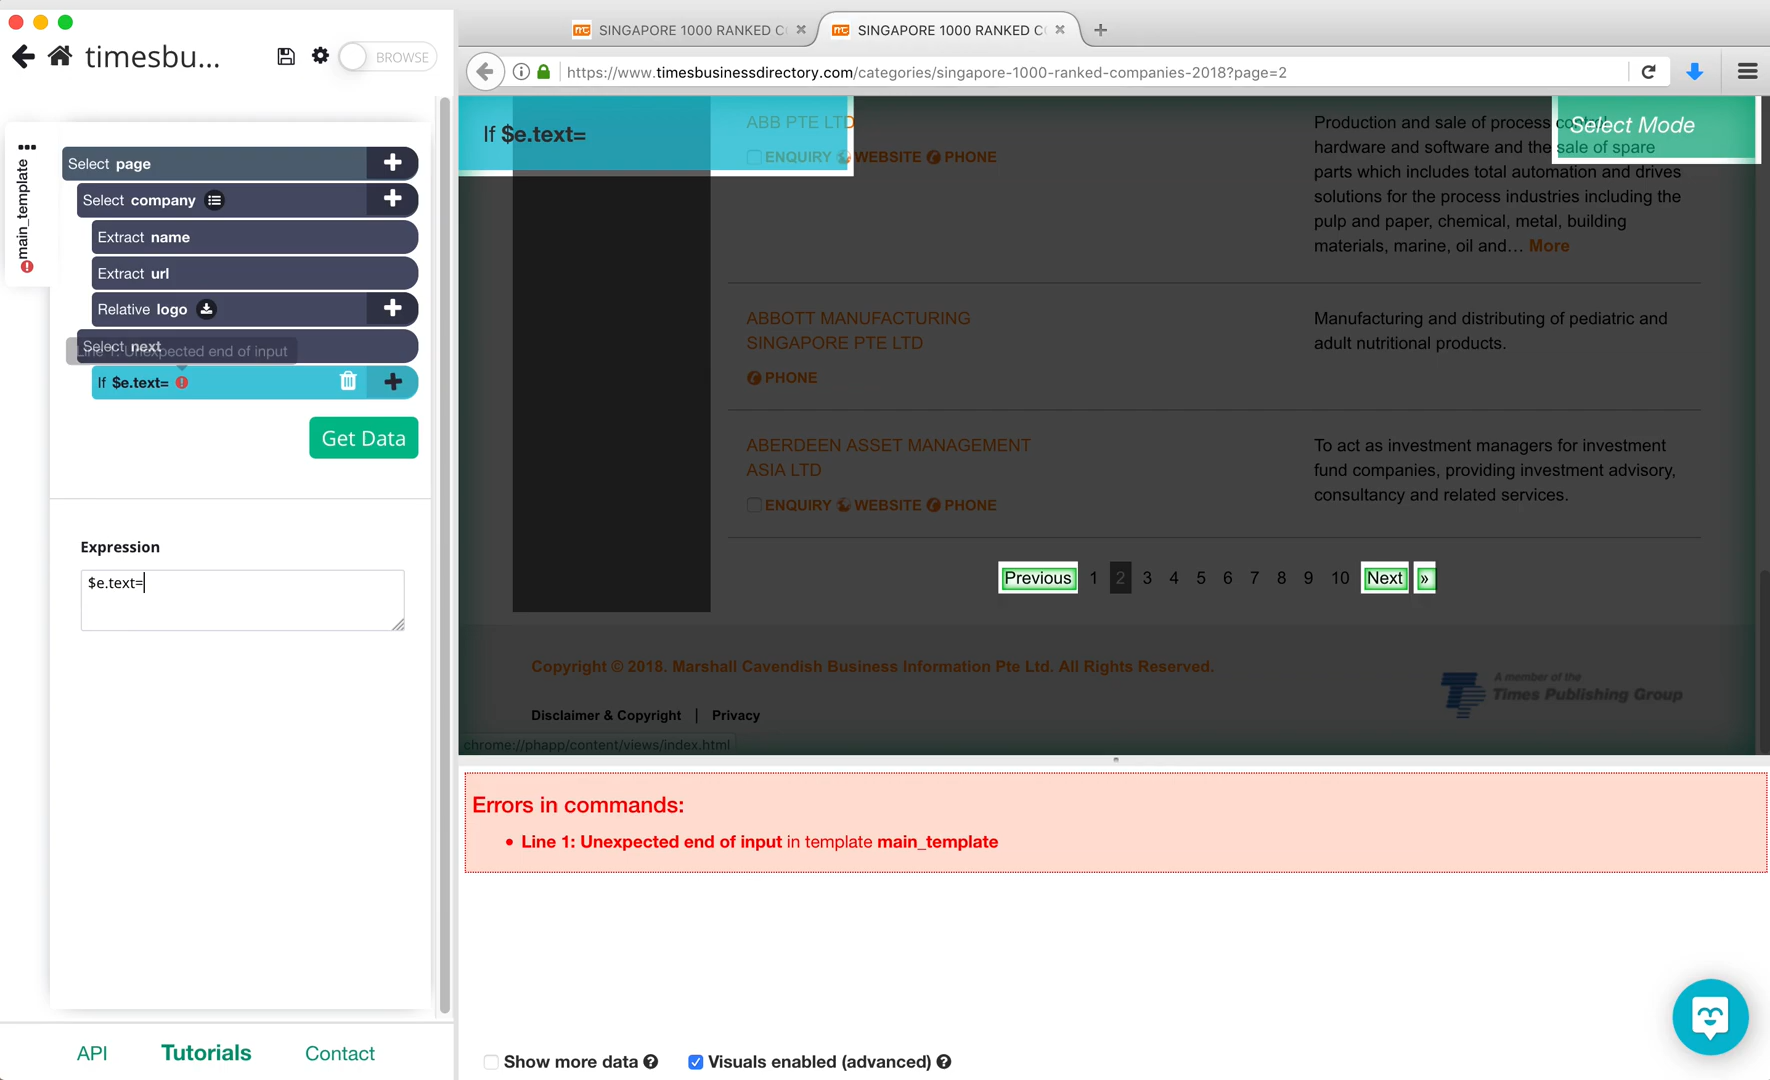 timesbu...
BROWSE
main_template
Select page
Select company
Extract name
Extract url
Relative logo
Select next
Line 1: Unexpected end of input
If $e.text=
Get Data
Expression
$e.text=
API
Tutorials
Contact
SINGAPORE 1000 RANKED C
SINGAPORE 1000 RANKED C
https://www.timesbusinessdirectory.com/categories/singapore-1000-ranked-companies-2018?page=2
If $e.text=
Select Mode
ABB PTE LTD
ENQUIRY WEBSITE PHONE
Production and sale of process control
hardware and software and the sale of spare
parts which includes total automation and drives
solutions for the process industries including the
pulp and paper, chemical, metal, building
materials, marine, oil and… More
ABBOTT MANUFACTURING
SINGAPORE PTE LTD
PHONE
Manufacturing and distributing of pediatric and
adult nutritional products.
ABERDEEN ASSET MANAGEMENT
ASIA LTD
ENQUIRY WEBSITE PHONE
To act as investment managers for investment
fund companies, providing investment advisory,
consultancy and related services.
Previous 1 2 3 4 5 6 7 8 9 10 Next »
Copyright © 2018. Marshall Cavendish Business Information Pte Ltd. All Rights Reserved.
A member of the
Times Publishing Group
Disclaimer & Copyright | Privacy
chrome://phapp/content/views/index.html
Errors in commands:
• Line 1: Unexpected end of input in template main_template
Show more data
Visuals enabled (advanced)